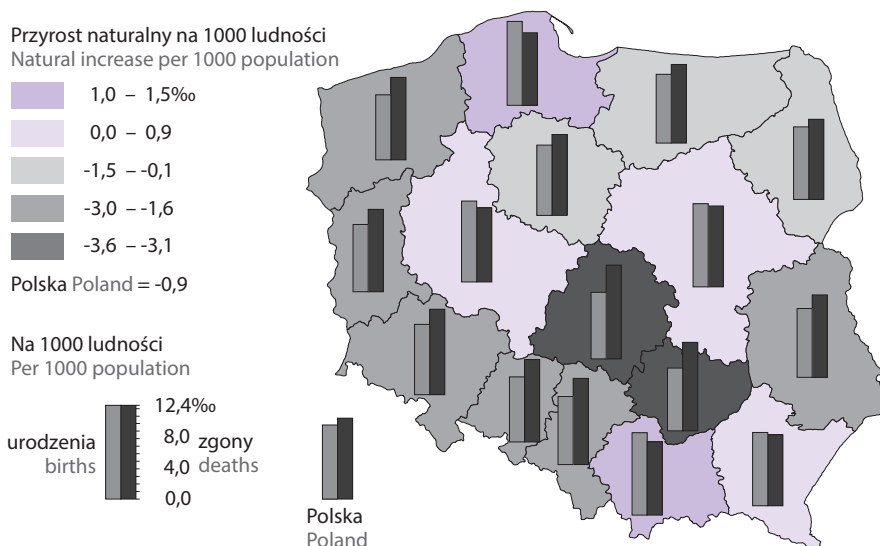 Przyrost naturalny na 1000 ludności
Natural increase per 1000 population
1,0 – 1,5‰
0,0 – 0,9
-1,5 – -0,1
-3,0 – -1,6
-3,6 – -3,1
Polska Poland = -0,9
Na 1000 ludności
Per 1000 population
12,4‰
urodzenia 8,0 zgony
births 4,0 deaths
0,0
Polska
Poland